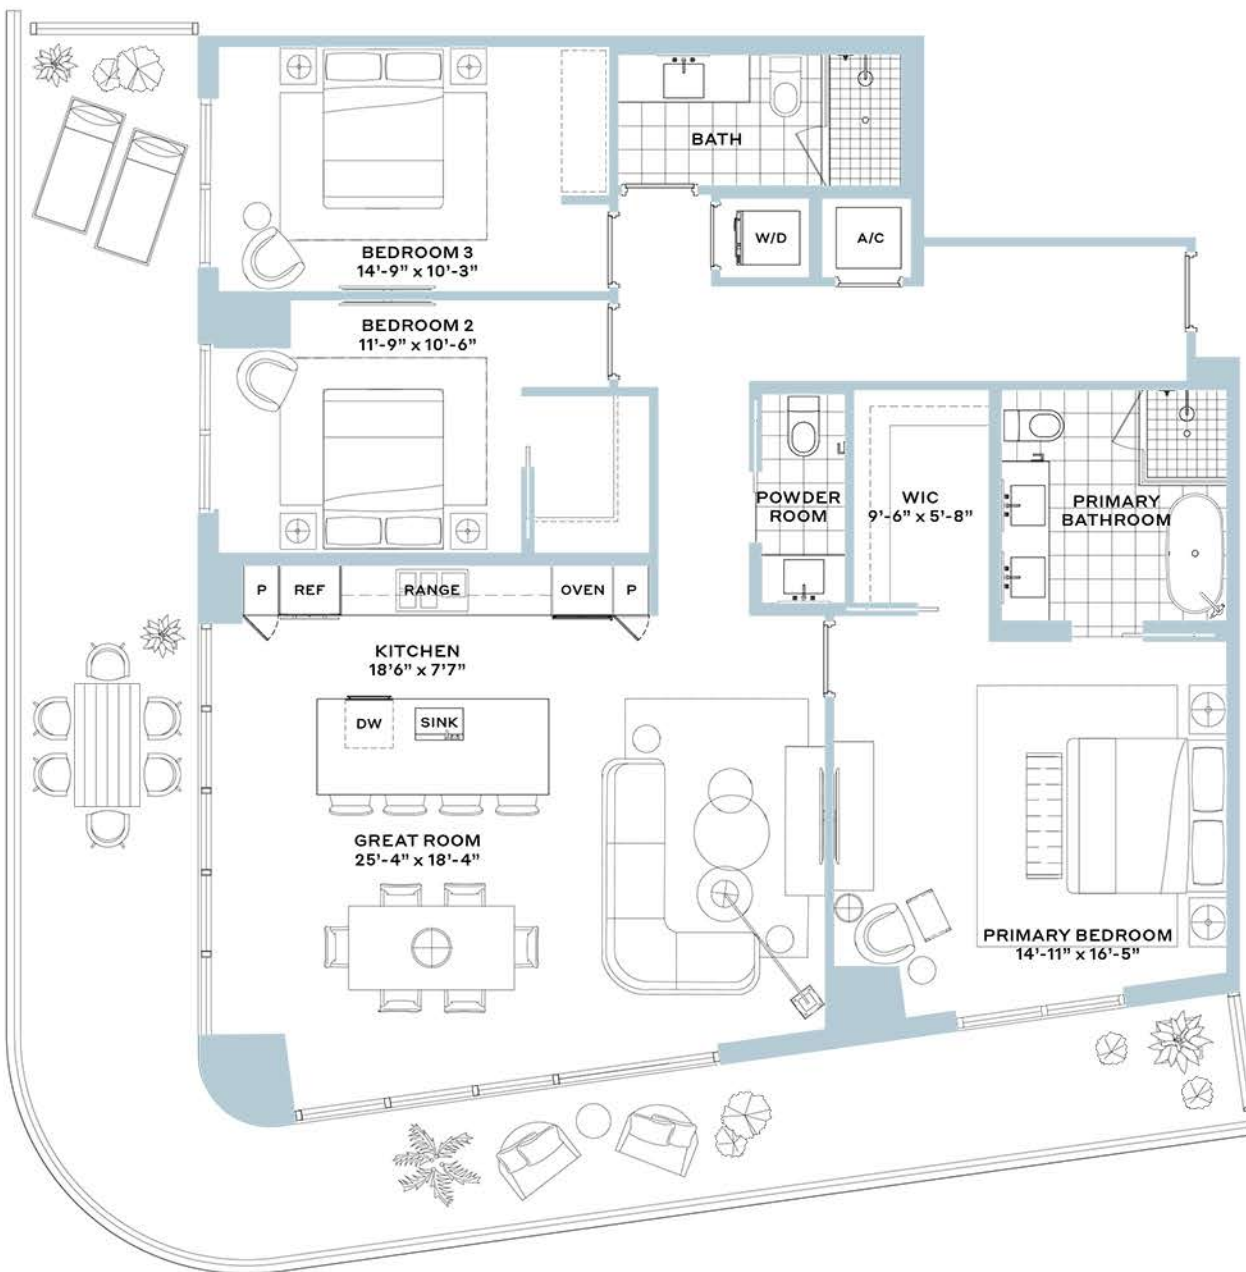 BATH
W/D
A/C
BEDROOM 3
14'-9" x 10'-3"
BEDROOM 2
11'-9" x 10'-6"
POWDER
ROOM
WIC
9'-6" x 5'-8"
PRIMARY
BATHROOM
P
REF
RANGE
OVEN
P
KITCHEN
18'6" x 7'7"
DW
SINK
GREAT ROOM
25'-4" x 18'-4"
PRIMARY BEDROOM
14'-11" x 16'-5"